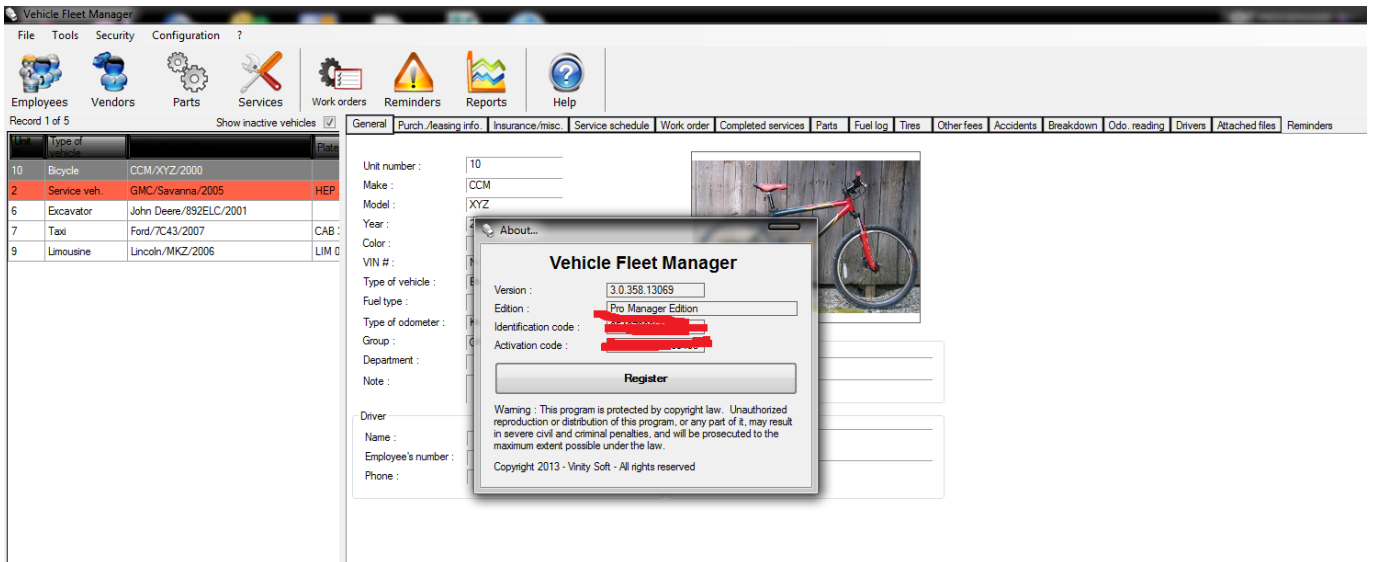 Vehicle Fleet Manager
File Tools Security Configuration ?
Employees Vendors Parts Services Work orders Reminders Reports Help
Record 1 of 5 Show inactive vehicles
General Purch./leasing info. Insurance/misc. Service schedule Work order Completed services Parts Fuel log Tires Other fees Accidents Breakdown Odo. reading Drivers Attached files Reminders
Unit Type of vehicle Plate
10 Bicycle CCM/XYZ/2000
2 Service veh. GMC/Savanna/2005 HEP
6 Excavator John Deere/892ELC/2001
7 Taxi Ford/7C43/2007 CAB
9 Limousine Lincoln/MKZ/2006 LIM 0
Unit number : 10
Make : CCM
Model : XYZ
Year : 2
Color :
VIN # :
Type of vehicle :
Fuel type :
Type of odometer :
Group :
Department :
Note :
Driver
Name :
Employee's number :
Phone :
About...
Vehicle Fleet Manager
Version : 3.0.358.13069
Edition : Pro Manager Edition
Identification code :
Activation code :
Register
Warning : This program is protected by copyright law. Unauthorized
reproduction or distribution of this program, or any part of it, may result
in severe civil and criminal penalties, and will be prosecuted to the
maximum extent possible under the law.
Copyright 2013 - Vinity Soft - All rights reserved